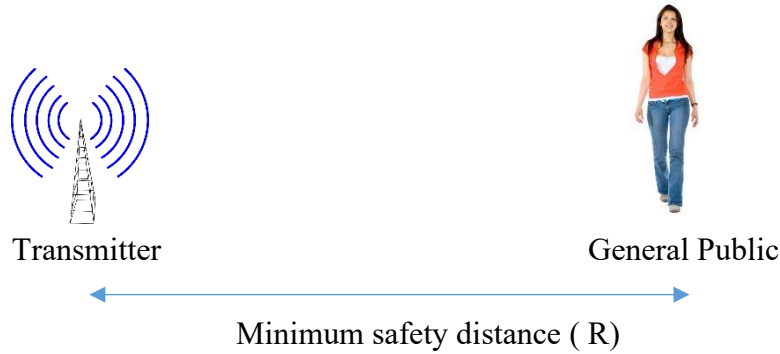 Transmitter
General Public
Minimum safety distance ( R)